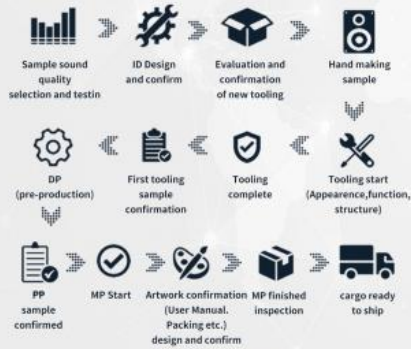 Sample sound
quality
selection and testin
ID Design
and confirm
Evaluation and
confirmation
of new tooling
Hand making
sample
DP
(pre-production)
First tooling
sample
confirmation
Tooling
complete
Tooling start
(Appearence,function,
structure)
PP
sample
confirmed
MP Start
Artwork confirmation
(User Manual.
Packing etc.)
design and confirm
MP finished
inspection
cargo ready
to ship